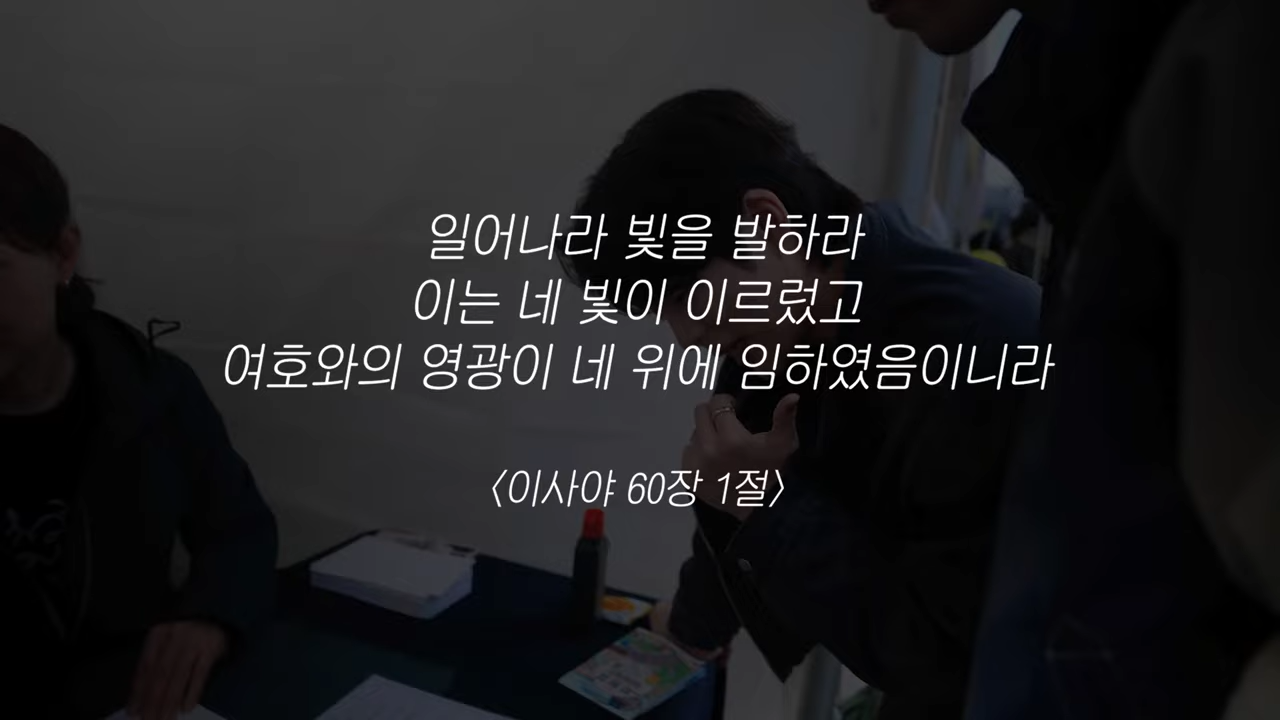 일어나라 빛을 발하라
이는 네 빛이 이르렀고
여호와의 영광이 네 위에 임하였음이니라
<이사야 60장 1절>